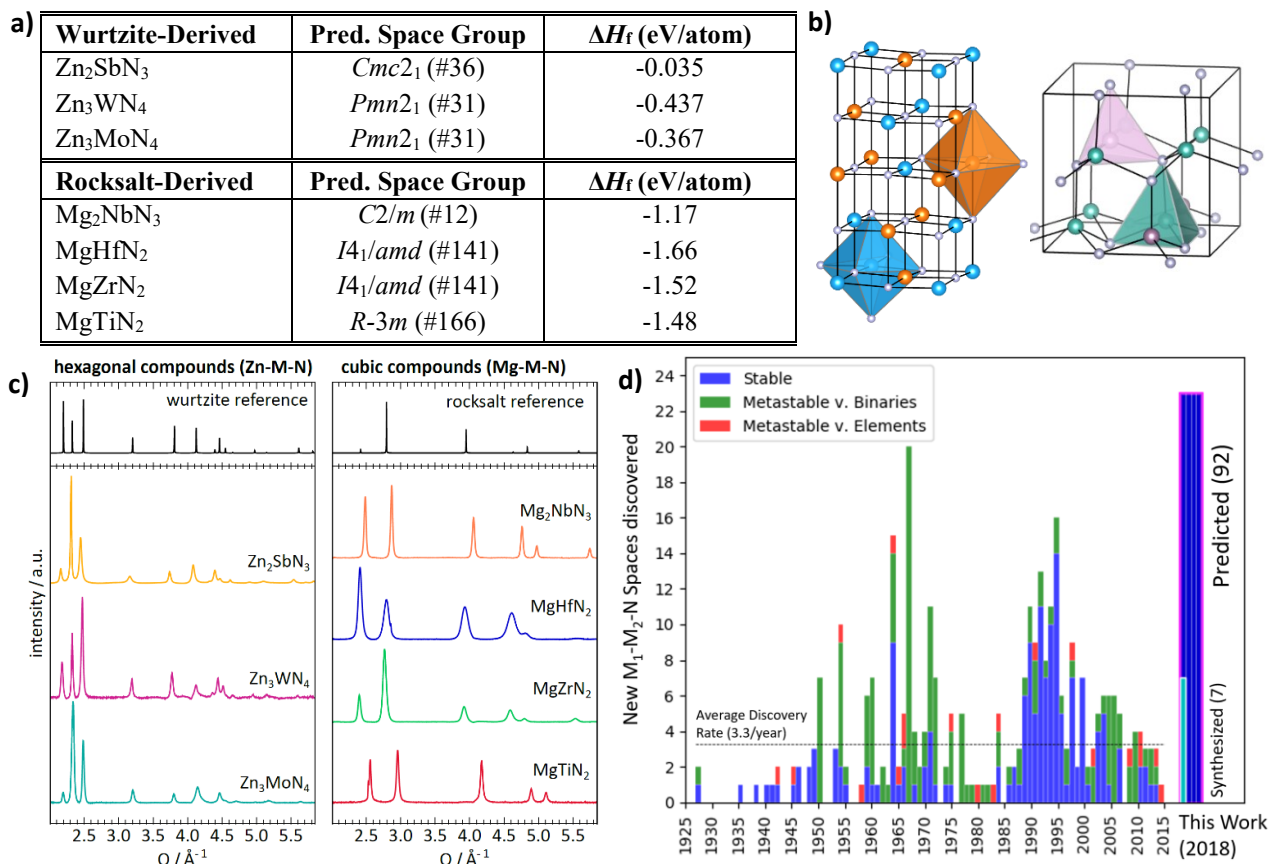 a)
Wurtzite-Derived Pred. Space Group ΔHf (eV/atom)
Zn₂SbN₃ Cmc2₁ (#36) -0.035
Zn₃WN₄ Pmn2₁ (#31) -0.437
Zn₃MoN₄ Pmn2₁ (#31) -0.367
Rocksalt-Derived Pred. Space Group ΔHf (eV/atom)
Mg₂NbN₃ C2/m (#12) -1.17
MgHfN₂ I4₁/amd (#141) -1.66
MgZrN₂ I4₁/amd (#141) -1.52
MgTiN₂ R-3m (#166) -1.48
b)
c)
hexagonal compounds (Zn-M-N)
wurtzite reference
Zn₂SbN₃
Zn₃WN₄
Zn₃MoN₄
intensity / a.u.
2.5 3.0 3.5 4.0 4.5 5.0 5.5
Q / Å⁻¹
cubic compounds (Mg-M-N)
rocksalt reference
Mg₂NbN₃
MgHfN₂
MgZrN₂
MgTiN₂
2.5 3.0 3.5 4.0 4.5 5.0 5.5
Q / Å⁻¹
d)
Stable
Metastable v. Binaries
Metastable v. Elements
New M₁-M₂-N Spaces discovered
24
22
20
18
16
14
12
10
8
6
4
2
0
Average Discovery
Rate (3.3/year)
Predicted (92)
Synthesized (7)
1925 1930 1935 1940 1945 1950 1955 1960 1965 1970 1975 1980 1985 1990 1995 2000 2005 2010 2015
This Work
(2018)